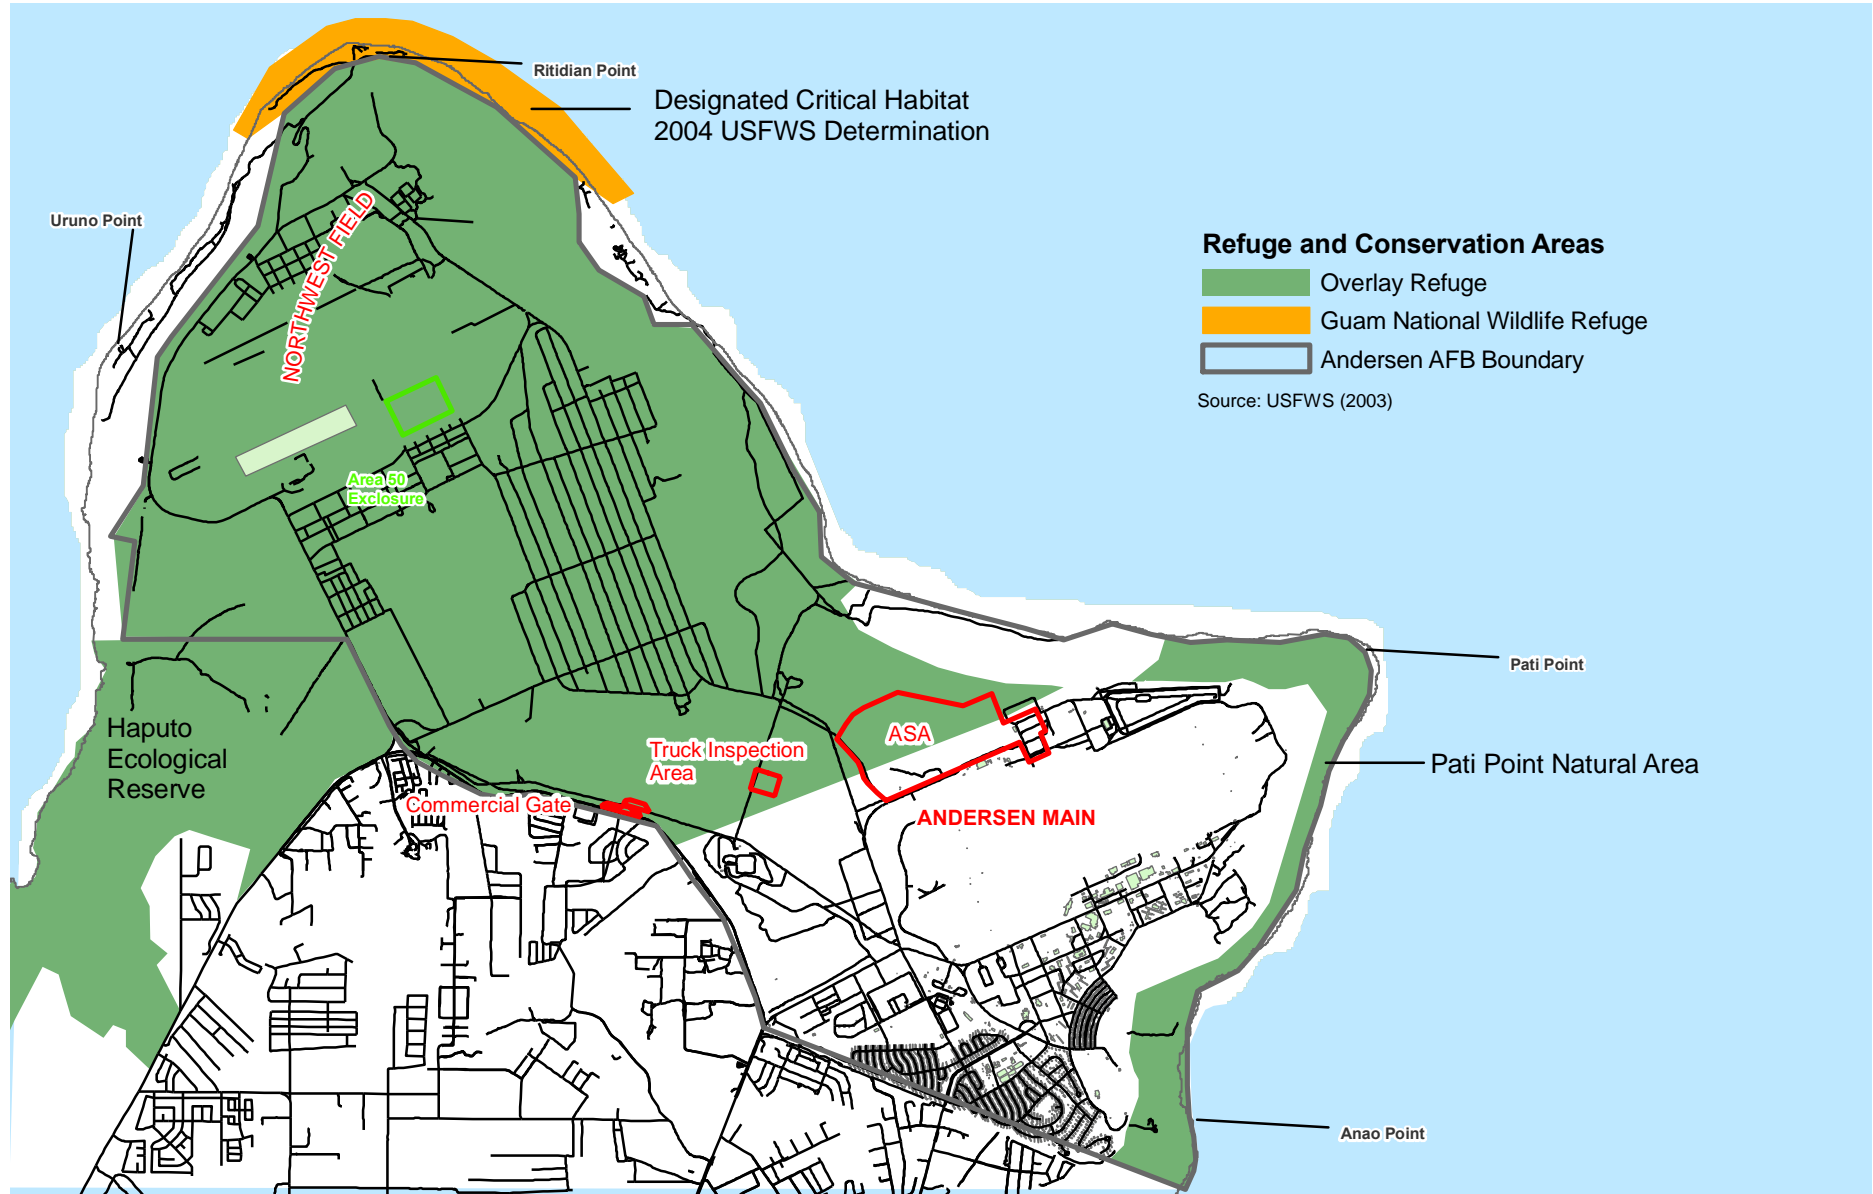 Ritidian Point
Designated Critical Habitat
2004 USFWS Determination
Uruno Point
NORTHWEST FIELD
Refuge and Conservation Areas
Overlay Refuge
Guam National Wildlife Refuge
Andersen AFB Boundary
Source: USFWS (2003)
Area 50
Exclosure
Pati Point
Haputo
Ecological
Reserve
ASA
Truck Inspection
Area
Pati Point Natural Area
Commercial Gate
ANDERSEN MAIN
Anao Point